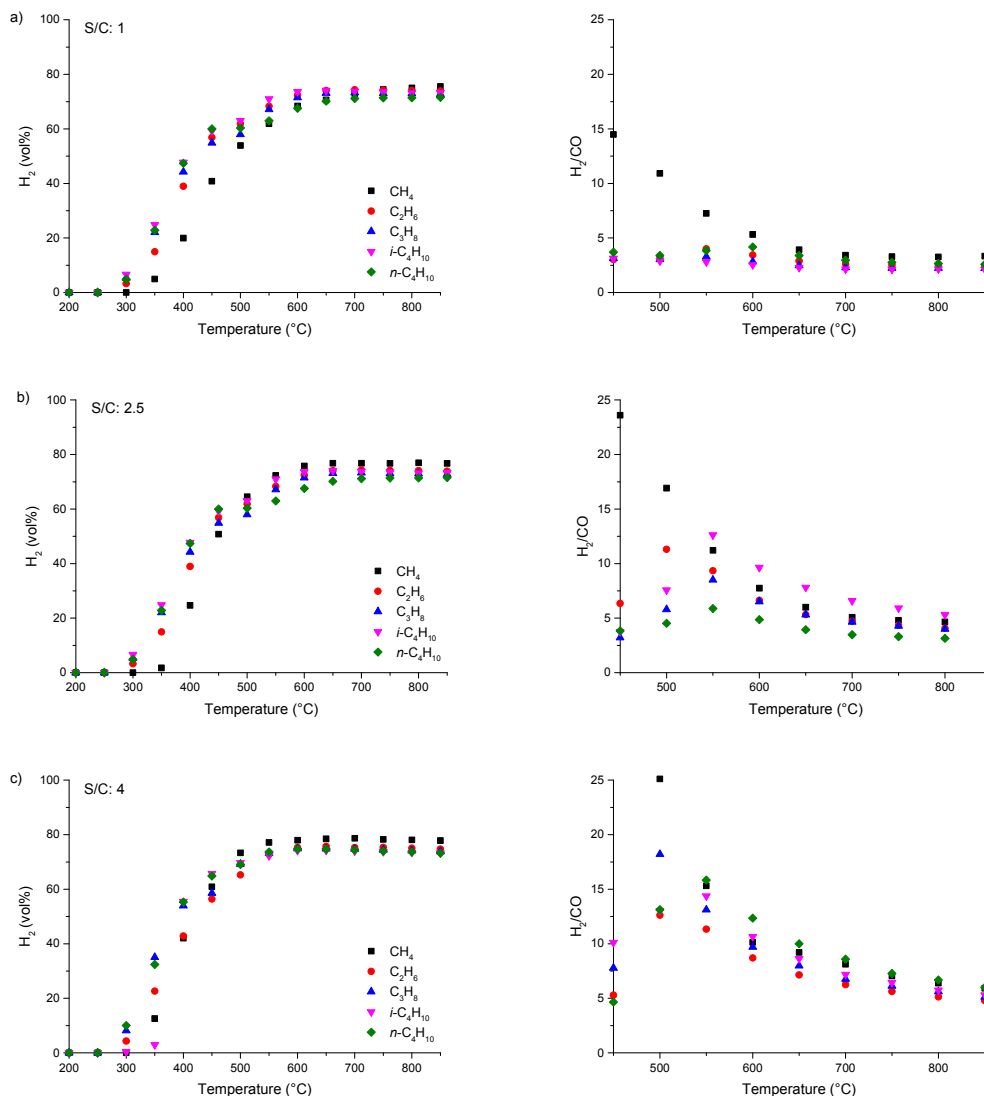 a)
S/C: 1
100
80
60
40
20
0
H2 (vol%)
200 300 400 500 600 700 800
Temperature (°C)
CH4
C2H6
C3H8
i-C4H10
n-C4H10
25
20
15
10
5
0
H2/CO
500 600 700 800
Temperature (°C)
b)
S/C: 2.5
100
80
60
40
20
0
H2 (vol%)
200 300 400 500 600 700 800
Temperature (°C)
CH4
C2H6
C3H8
i-C4H10
n-C4H10
25
20
15
10
5
0
H2/CO
500 600 700 800
Temperature (°C)
c)
S/C: 4
100
80
60
40
20
0
H2 (vol%)
200 300 400 500 600 700 800
Temperature (°C)
CH4
C2H6
C3H8
i-C4H10
n-C4H10
25
20
15
10
5
0
H2/CO
500 600 700 800
Temperature (°C)